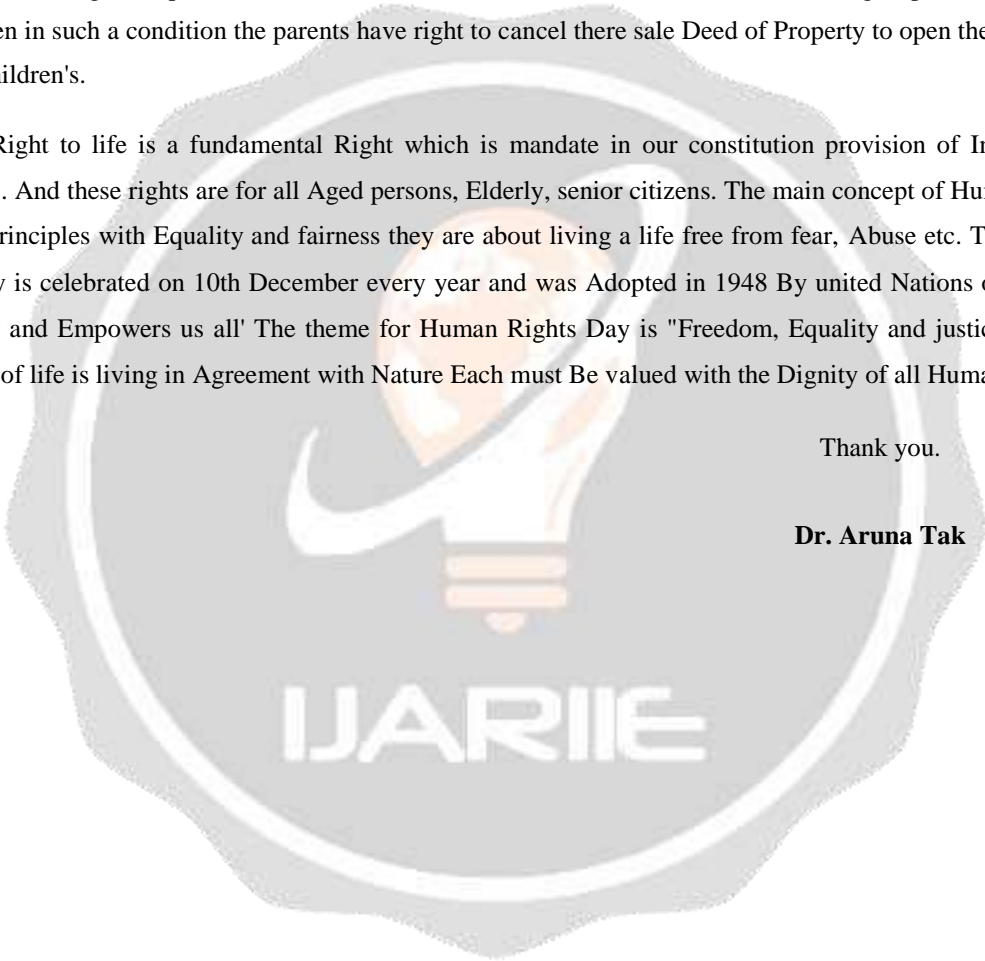 en in such a condition the parents have right to cancel there sale Deed of Property to open the
hildren's.
Right to life is a fundamental Right which is mandate in our constitution provision of In
. And these rights are for all Aged persons, Elderly, senior citizens. The main concept of Hu
rinciples with Equality and fairness they are about living a life free from fear, Abuse etc. T
y is celebrated on 10th December every year and was Adopted in 1948 By united Nations
and Empowers us all' The theme for Human Rights Day is "Freedom, Equality and justic
of life is living in Agreement with Nature Each must Be valued with the Dignity of all Huma
Thank you.
Dr. Aruna Tak
IJARIIE